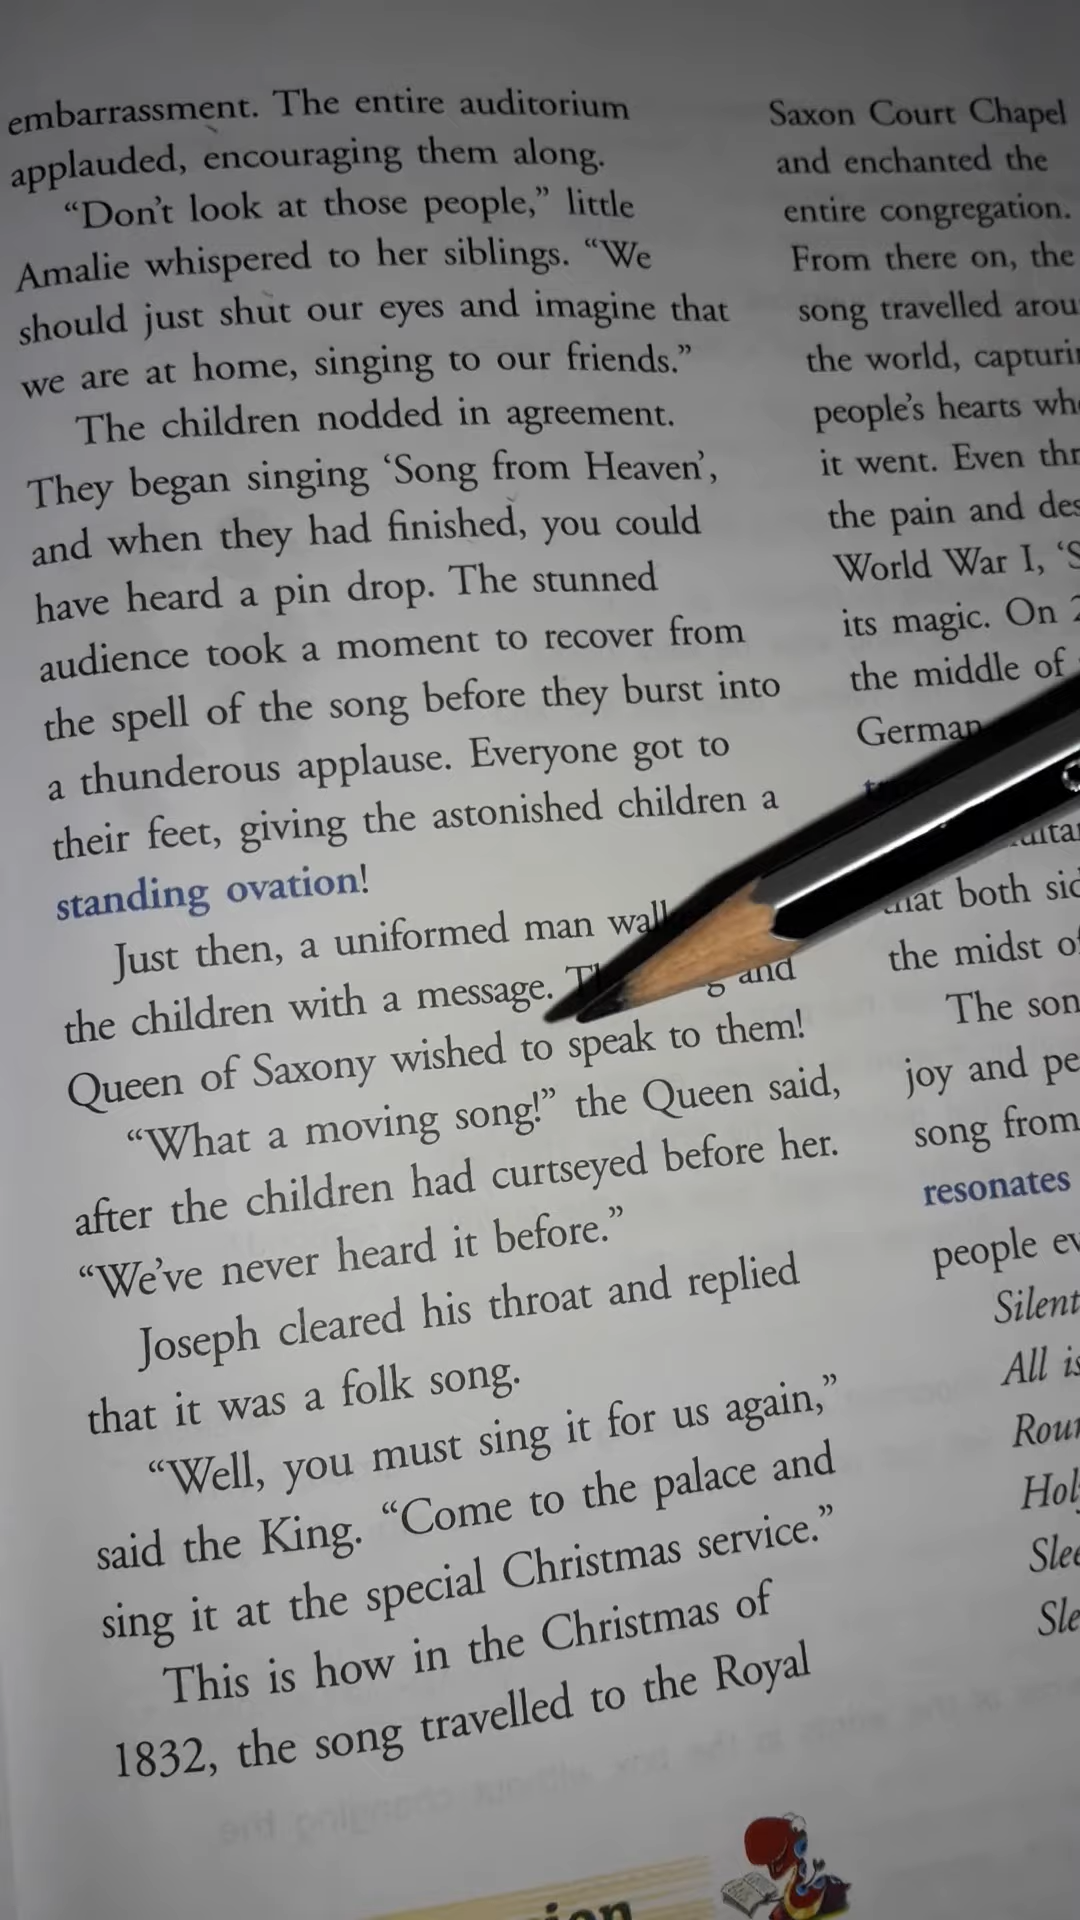 embarrassment. The entire auditorium
applauded, encouraging them along.
“Don’t look at those people,” little
Amalie whispered to her siblings. “We
should just shut our eyes and imagine that
we are at home, singing to our friends.”
The children nodded in agreement.
They began singing ‘Song from Heaven’,
and when they had finished, you could
have heard a pin drop. The stunned
audience took a moment to recover from
the spell of the song before they burst into
a thunderous applause. Everyone got to
their feet, giving the astonished children a
standing ovation!
Just then, a uniformed man
the children with a message. and
Queen of Saxony wished to speak to them!
“What a moving song!” the Queen said,
after the children had curtseyed before her.
“We’ve never heard it before.”
Joseph cleared his throat and replied
that it was a folk song.
“Well, you must sing it for us again,”
said the King. “Come to the palace and
sing it at the special Christmas service.”
This is how in the Christmas of
1832, the song travelled to the Royal
Saxon Court Chapel
and enchanted the
entire congregation.
From there on, the
song travelled
the world,
people’s hearts
it went. Even
the pain and
World War I,
its magic. On
the middle of
German
both
the midst
The
joy and
song from
resonates
people
Silent
All